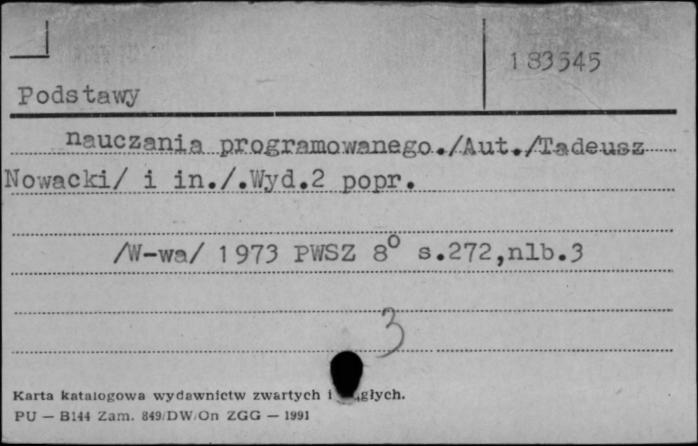 183545
Podstawy
nauczania programowanego./Aut./Tadeusz
Nowacki/ i in./.Wyd.2 popr.
/W-wa/ 1973 PWSZ 8° s.272,nlb.3
3
Karta katalogowa wydawnictw zwartych i
PU — B144 Zam. 849/DW/On ZGG — 1991